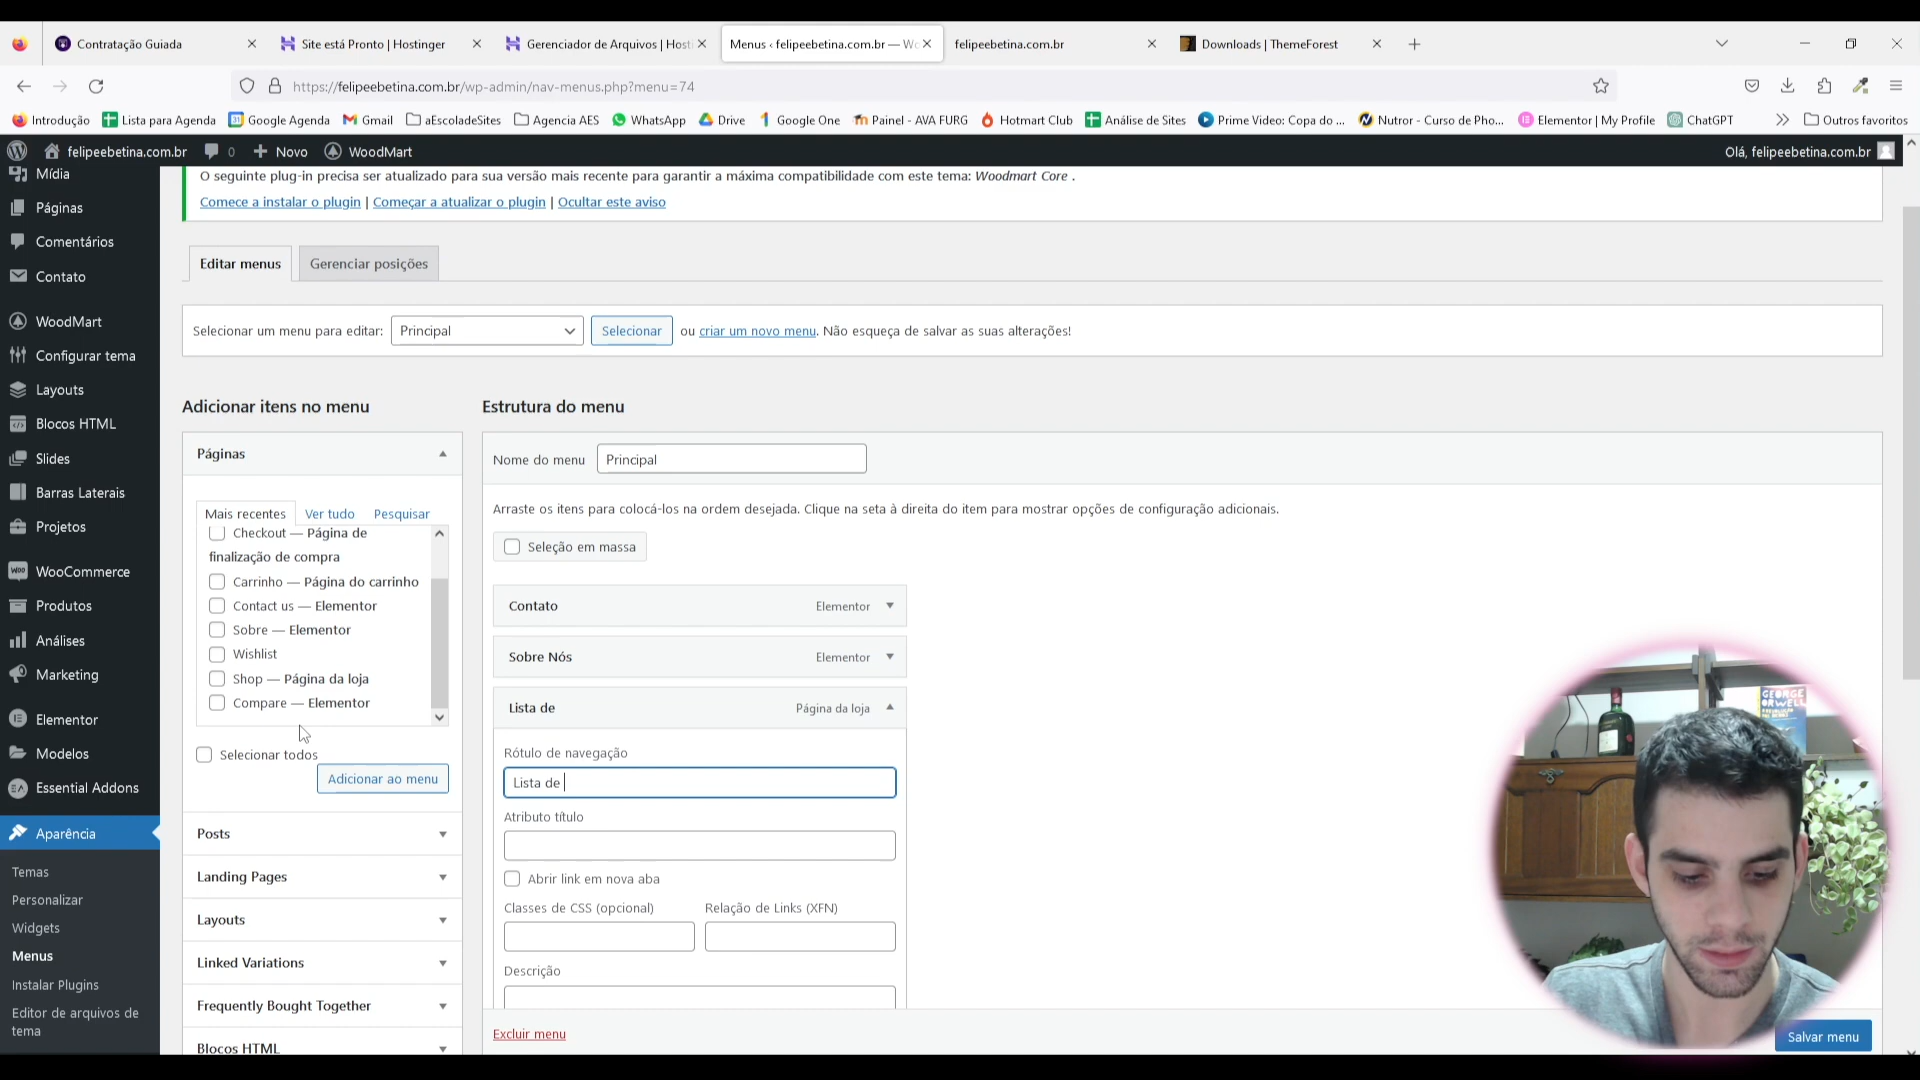 Contratação Guiada
Site está Pronto | Hostinger
Gerenciador de Arquivos | Host
Menus ‹ felipeebetina.com.br — Wo
felipeebetina.com.br
Downloads | ThemeForest
https://felipeebetina.com.br/wp-admin/nav-menus.php?menu=74
Introdução
Lista para Agenda
Google Agenda
Gmail
aEscoladeSites
Agencia AES
WhatsApp
Drive
Google One
Painel - AVA FURG
Hotmart Club
Análise de Sites
Prime Video: Copa do ...
Nutror - Curso de Pho...
Elementor | My Profile
ChatGPT
Outros favoritos
felipeebetina.com.br
0
Novo
WoodMart
Olá, felipeebetina.com.br
Mídia
Páginas
Comentários
Contato
WoodMart
Configurar tema
Layouts
Blocos HTML
Slides
Barras Laterais
Projetos
WooCommerce
Produtos
Análises
Marketing
Elementor
Modelos
Essential Addons
Aparência
Temas
Personalizar
Widgets
Menus
Instalar Plugins
Editor de arquivos de
tema
O seguinte plug-in precisa ser atualizado para sua versão mais recente para garantir a máxima compatibilidade com este tema: Woodmart Core .
Comece a instalar o plugin | Começar a atualizar o plugin | Ocultar este aviso
Editar menus
Gerenciar posições
Selecionar um menu para editar:
Principal
Selecionar
ou criar um novo menu. Não esqueça de salvar as suas alterações!
Adicionar itens no menu
Páginas
Mais recentes
Ver tudo
Pesquisar
Checkout — Página de
finalização de compra
Carrinho — Página do carrinho
Contact us — Elementor
Sobre — Elementor
Wishlist
Shop — Página da loja
Compare — Elementor
Selecionar todos
Adicionar ao menu
Posts
Landing Pages
Layouts
Linked Variations
Frequently Bought Together
Blocos HTML
Estrutura do menu
Nome do menu
Principal
Arraste os itens para colocá-los na ordem desejada. Clique na seta à direita do item para mostrar opções de configuração adicionais.
Seleção em massa
Contato
Elementor
Sobre Nós
Elementor
Lista de
Página da loja
Rótulo de navegação
Lista de
Atributo título
Abrir link em nova aba
Classes de CSS (opcional)
Relação de Links (XFN)
Descrição
Excluir menu
Salvar menu
GEORGE
ORWELL